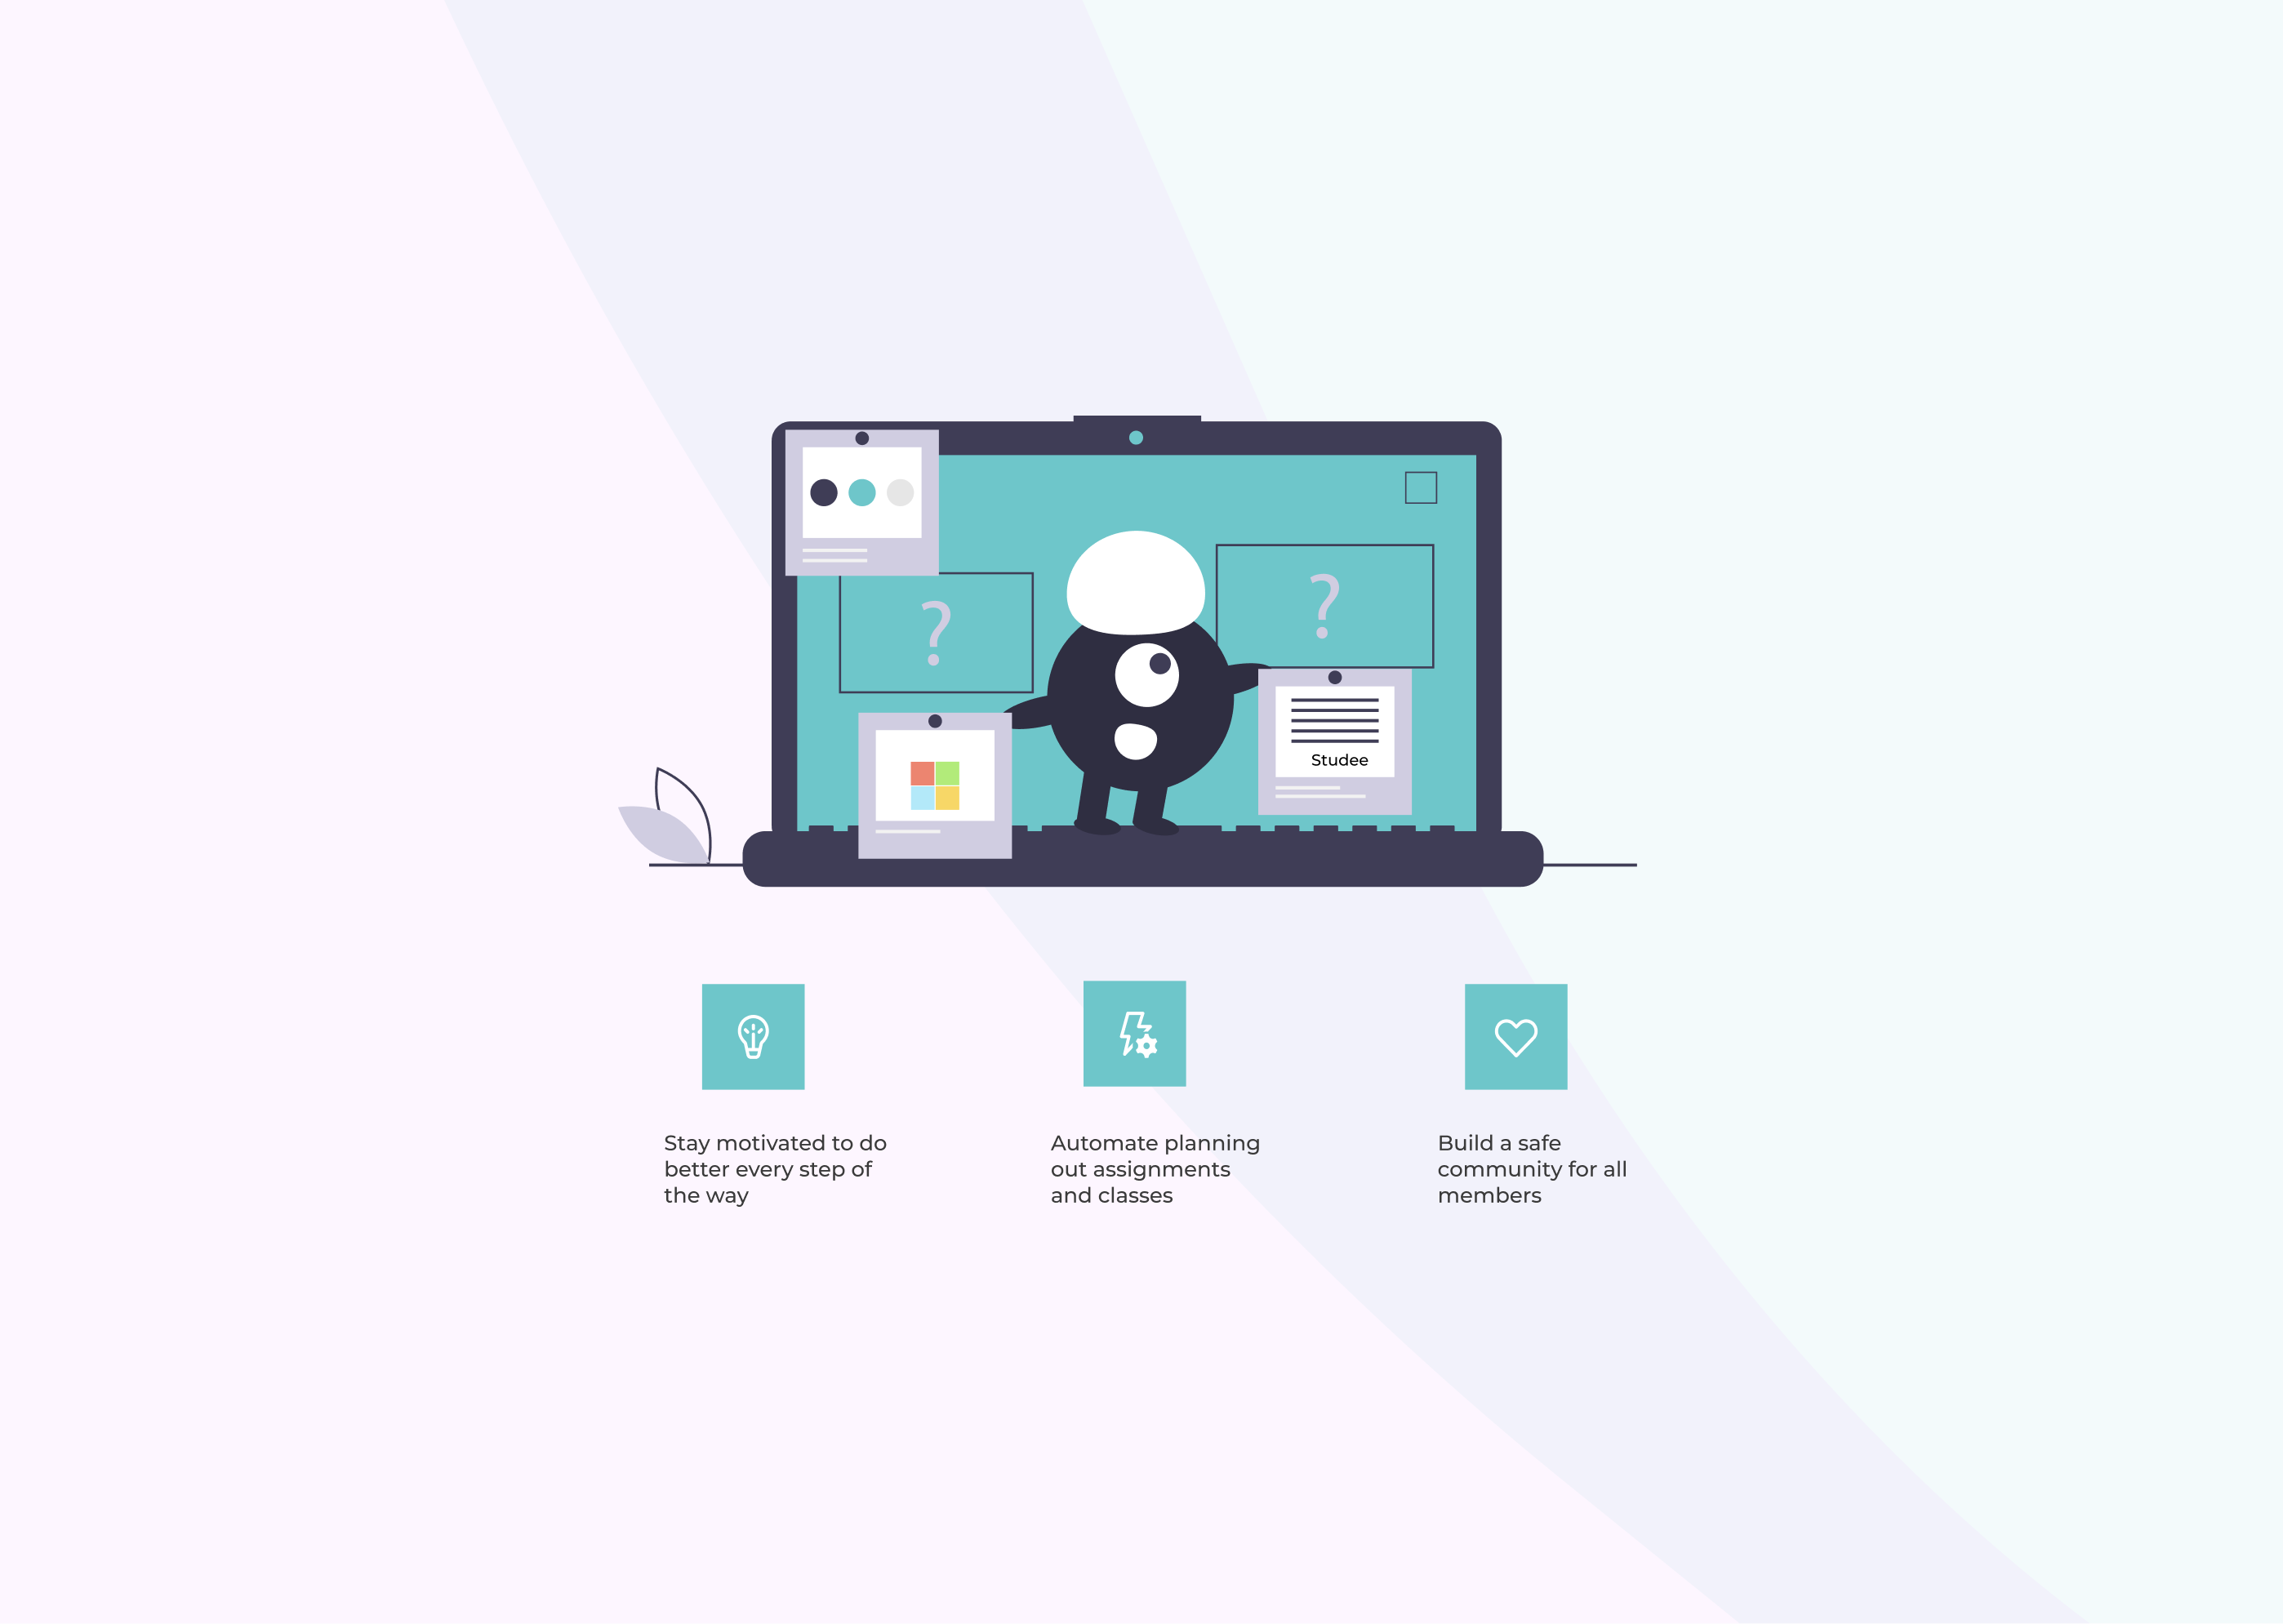 ?
?
Studee
Stay motivated to do
better every step of
the way
Automate planning
out assignments
and classes
Build a safe
community for all
members